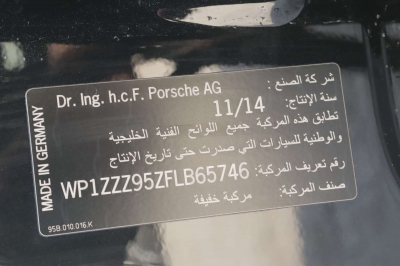 MADE IN GERMANY
شركة الصنع : Dr. Ing. h.c.F. Porsche AG
سنة الإنتاج: 11/14
تطابق هذه المركبة جميع اللوائح الفنية الخليجية
والوطنية للسيارات التي صدرت حتى تاريخ الإنتاج
رقم تعريف المركبة: WP1ZZZ95ZFLB65746
صنف المركبة: مركبة خفيفة
95B.010.016.K